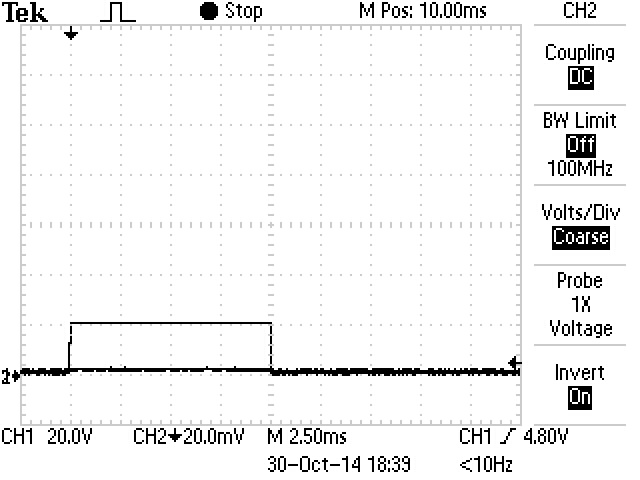 Tek Stop M Pos: 10.00ms CH2
Coupling
DC
BW Limit
Off
100MHz
Volts/Div
Coarse
Probe
1X
Voltage
Invert
On
2
CH1 20.0V CH2 20.0mV M 2.50ms CH1 4.80V
30-Oct-14 18:39 <10Hz